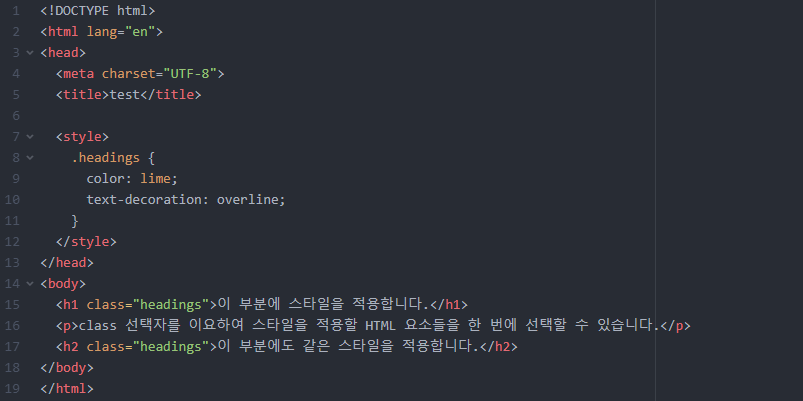 1 <!DOCTYPE html>
2 <html lang="en">
3 <head>
4   <meta charset="UTF-8">
5   <title>test</title>
6
7   <style>
8     .headings {
9       color: lime;
10       text-decoration: overline;
11     }
12   </style>
13 </head>
14 <body>
15   <h1 class="headings">이 부분에 스타일을 적용합니다.</h1>
16   <p>class 선택자를 이요하여 스타일을 적용할 HTML 요소들을 한 번에 선택할 수 있습니다.</p>
17   <h2 class="headings">이 부분에도 같은 스타일을 적용합니다.</h2>
18 </body>
19 </html>